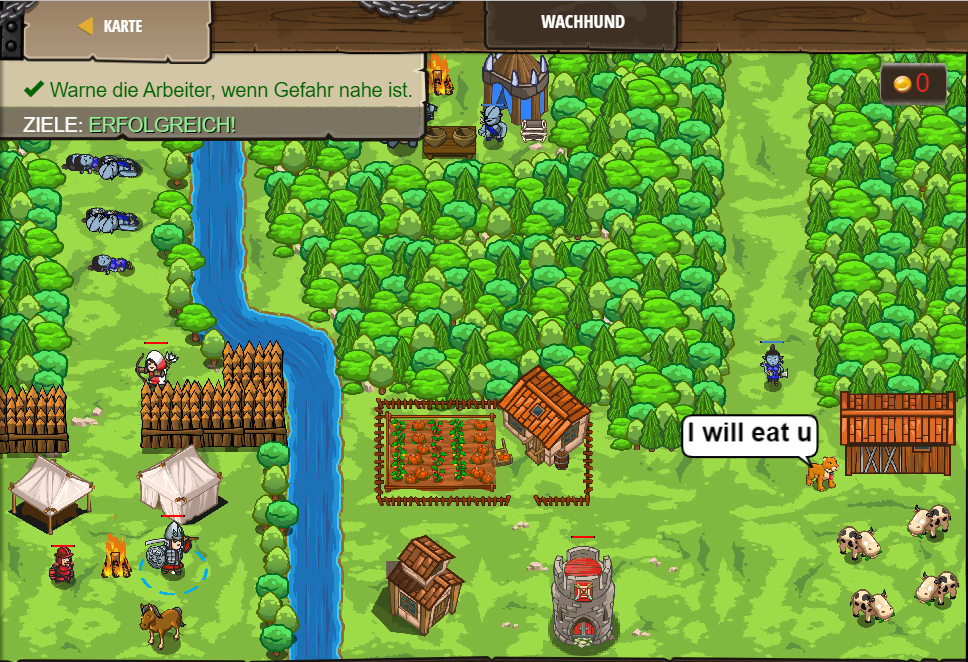 KARTE
WACHHUND
✔ Warne die Arbeiter, wenn Gefahr nahe ist.
0
ZIELE: ERFOLGREICH!
I will eat u